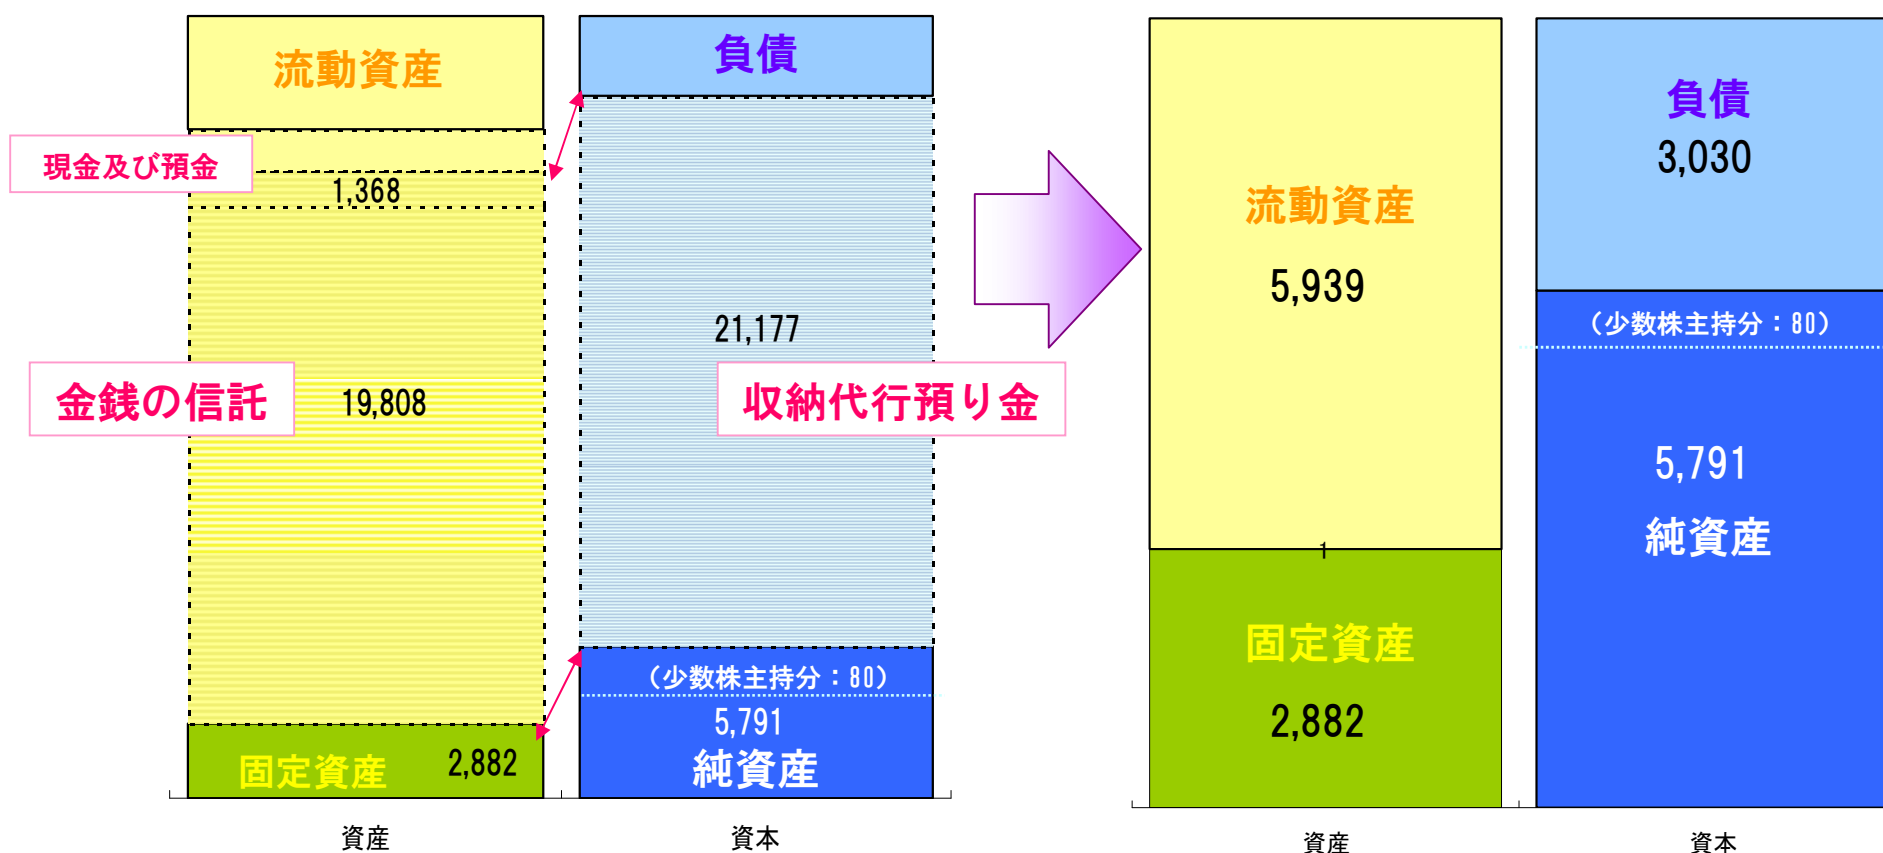 流動資産
現金及び預金
1,368
金銭の信託
19,808
固定資産
2,882
資産
負債
21,177
収納代行預り金
（少数株主持分：80）
5,791
純資産
資本
流動資産
5,939
1
固定資産
2,882
資産
負債
3,030
（少数株主持分：80）
5,791
純資産
資本